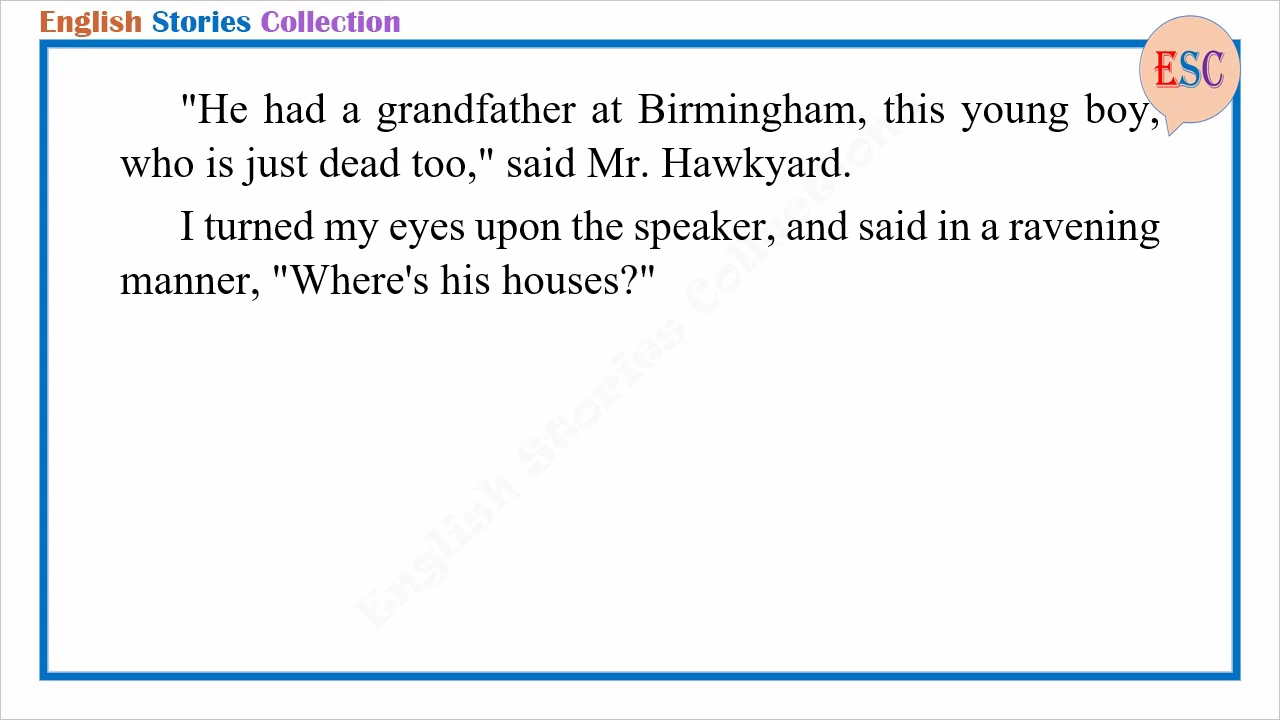 English Stories Collection
ESC
"He had a grandfather at Birmingham, this young boy,
who is just dead too," said Mr. Hawkyard.
I turned my eyes upon the speaker, and said in a ravening
manner, "Where's his houses?"
English Stories Collection